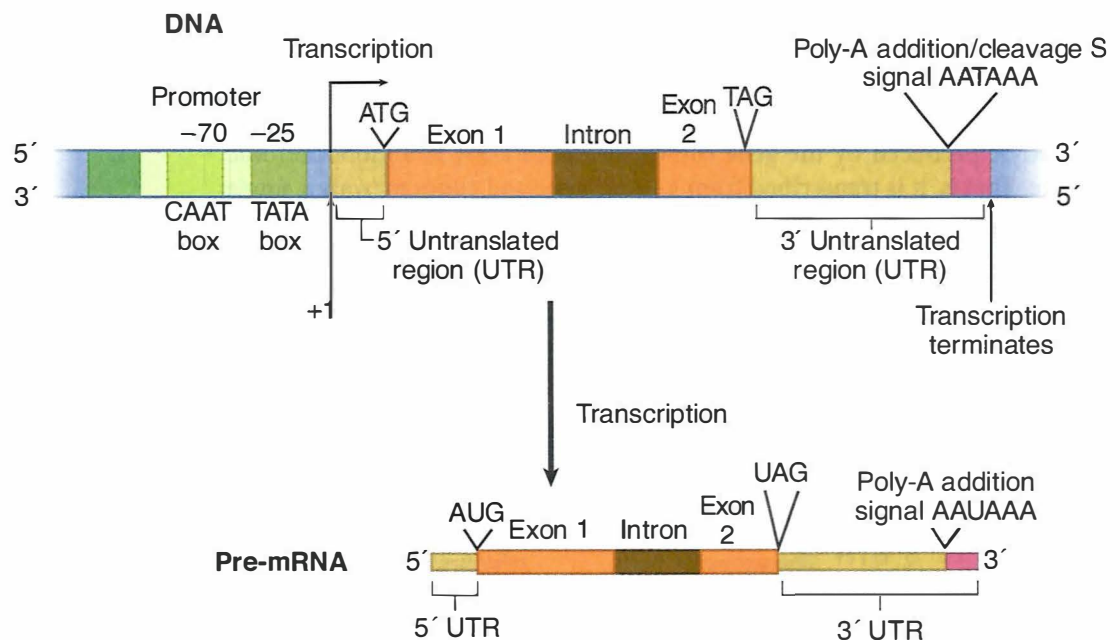 DNA
Transcription
Poly-A addition/cleavage S
signal AATAAA
Promoter
–70 –25
ATG
Exon 1
Intron
Exon
2
TAG
5´
3´
3´
5´
CAAT
box
TATA
box
5´ Untranslated
region (UTR)
3´ Untranslated
region (UTR)
+1
Transcription
terminates
Transcription
AUG
Exon 1
Intron
Exon
2
UAG
Poly-A addition
signal AAUAAA
Pre-mRNA
5´
3´
5´ UTR
3´ UTR